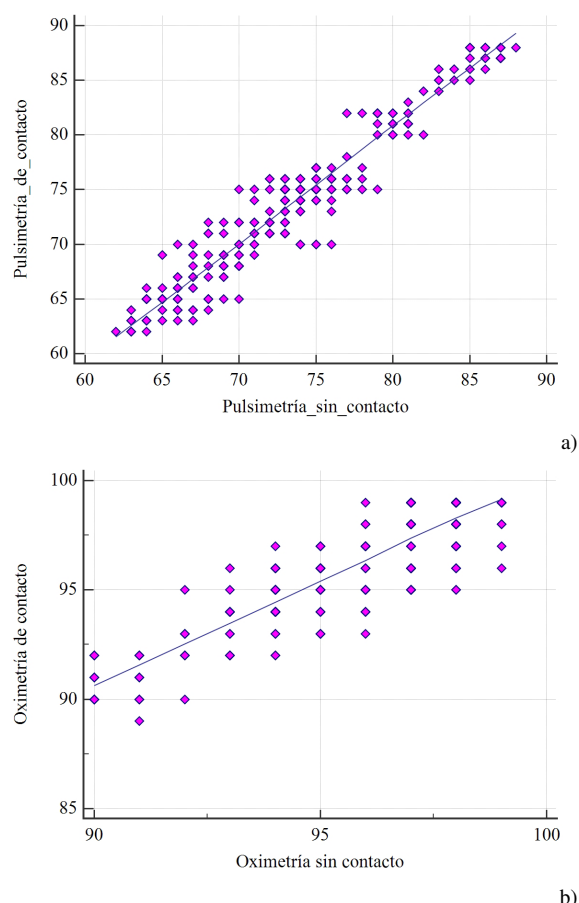 90
85
80
75
70
65
60
Pulsimetría_de_contacto
60 65 70 75 80 85 90
Pulsimetría_sin_contacto
a)
100
95
90
85
Oximetría de contacto
90 95 100
Oximetría sin contacto
b)